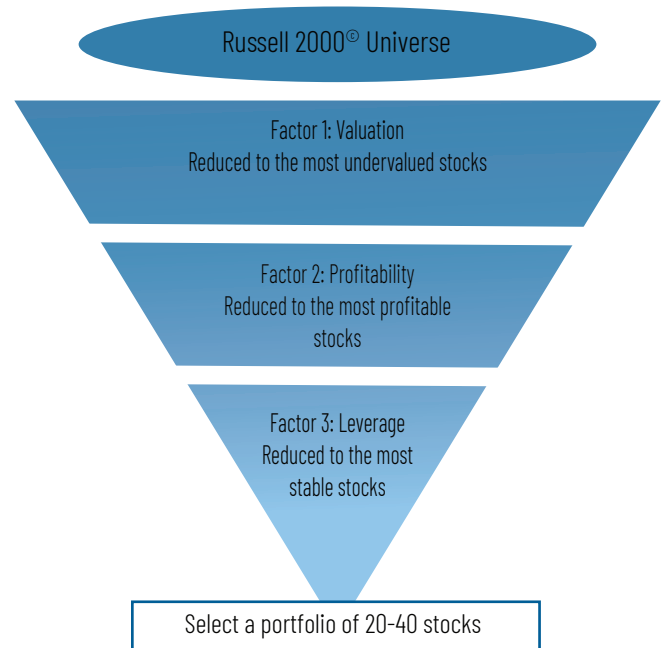 Russell 2000© Universe
Factor 1: Valuation
Reduced to the most undervalued stocks
Factor 2: Profitability
Reduced to the most profitable
stocks
Factor 3: Leverage
Reduced to the most
stable stocks
Select a portfolio of 20-40 stocks